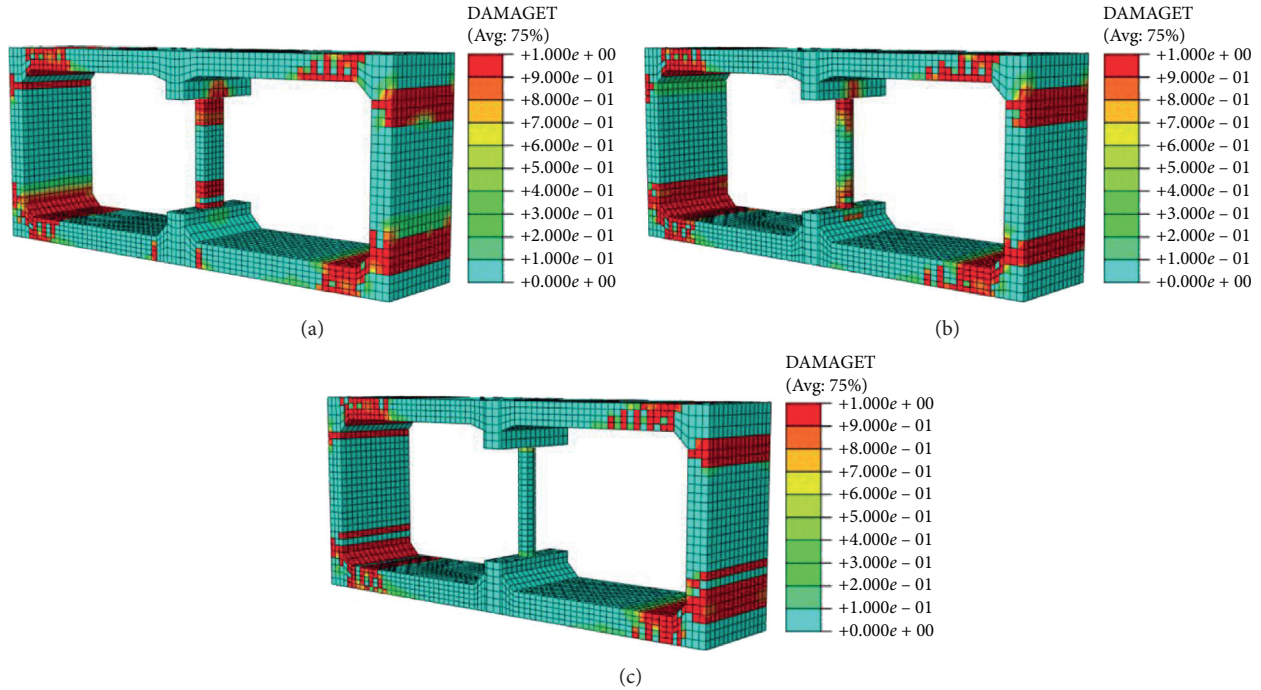 DAMAGET
(Avg: 75%)
+1.000e + 00
+9.000e – 01
+8.000e – 01
+7.000e – 01
+6.000e – 01
+5.000e – 01
+4.000e – 01
+3.000e – 01
+2.000e – 01
+1.000e – 01
+0.000e + 00
(a)
DAMAGET
(Avg: 75%)
+1.000e + 00
+9.000e – 01
+8.000e – 01
+7.000e – 01
+6.000e – 01
+5.000e – 01
+4.000e – 01
+3.000e – 01
+2.000e – 01
+1.000e – 01
+0.000e + 00
(b)
DAMAGET
(Avg: 75%)
+1.000e + 00
+9.000e – 01
+8.000e – 01
+7.000e – 01
+6.000e – 01
+5.000e – 01
+4.000e – 01
+3.000e – 01
+2.000e – 01
+1.000e – 01
+0.000e + 00
(c)